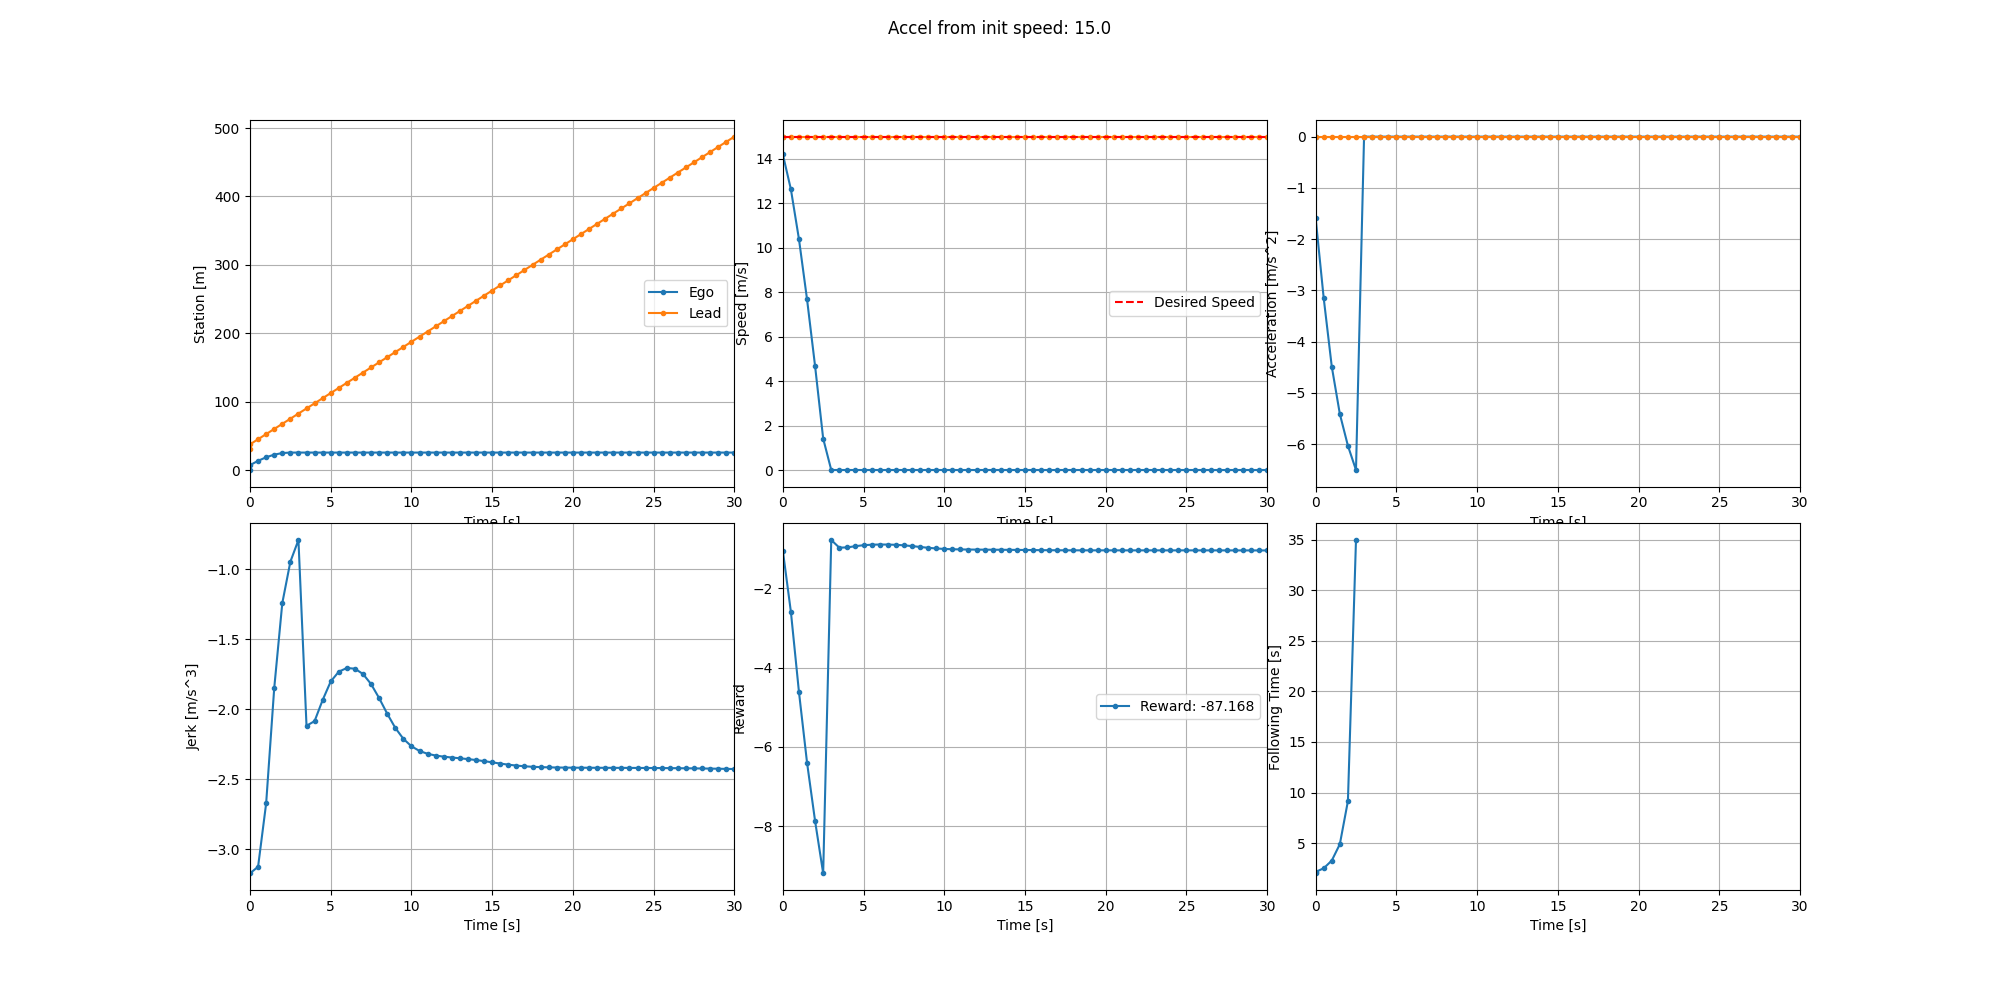 Accel from init speed: 15.0
500
400
300
200
100
0
Station [m]
Ego
Lead
0 5 10 15 20 25 30
Time [s]
14
12
10
8
6
4
2
0
Speed [m/s]
Desired Speed
0 5 10 15 20 25 30
Time [s]
0
−1
−2
−3
−4
−5
−6
Acceleration [m/s^2]
0 5 10 15 20 25 30
Time [s]
−1.0
−1.5
−2.0
−2.5
−3.0
Jerk [m/s^3]
0 5 10 15 20 25 30
Time [s]
−2
−4
−6
−8
Reward
Reward: -87.168
0 5 10 15 20 25 30
Time [s]
35
30
25
20
15
10
5
Following Time [s]
0 5 10 15 20 25 30
Time [s]